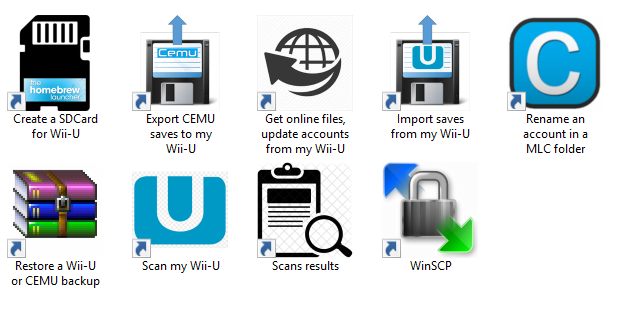 the
homebrew
launcher
Create a SDCard
for Wii-U
Cemu
Export CEMU
saves to my
Wii-U
Get online files,
update accounts
from my Wii-U
U
Import saves
from my Wii-U
C
Rename an
account in a
MLC folder
Restore a Wii-U
or CEMU backup
U
Scan my Wii-U
Scans results
WinSCP